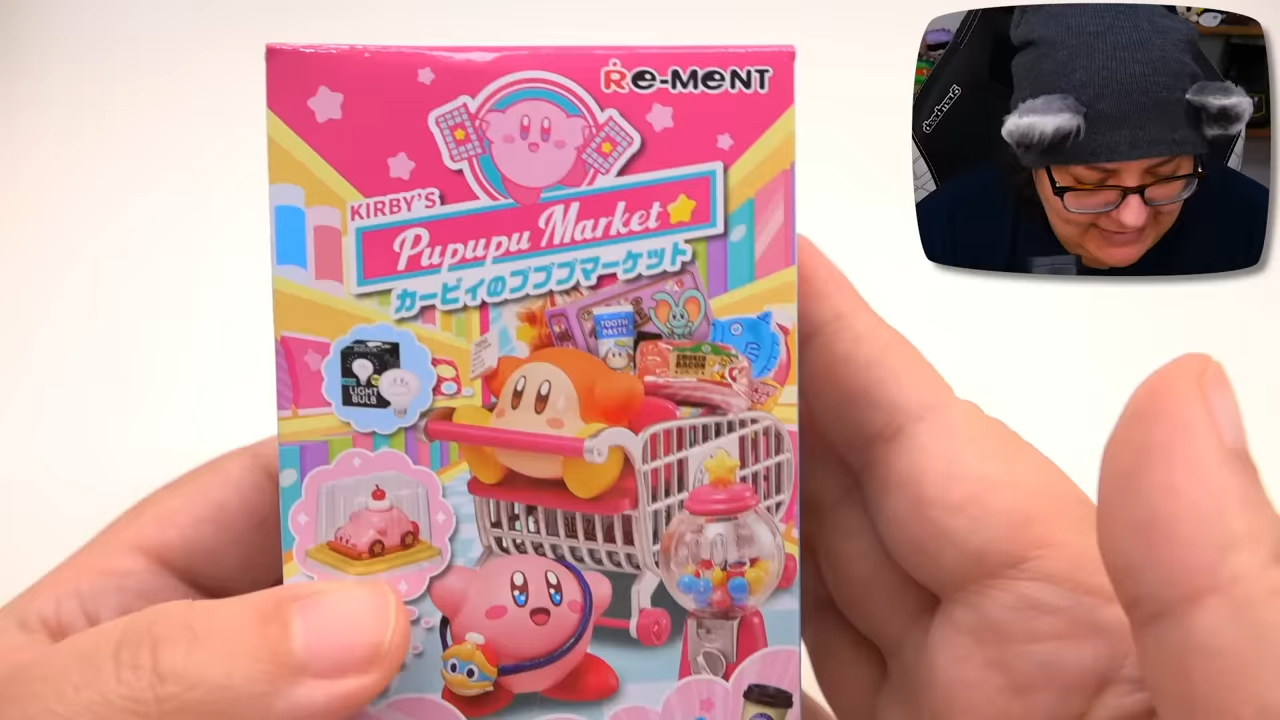 Re-MeNT
KIRBY'S
Pupupu Market
カービィのプププマーケット
TOOTH
PASTE
SMOKED
BACON
LIGHT
BULB
deadmau5